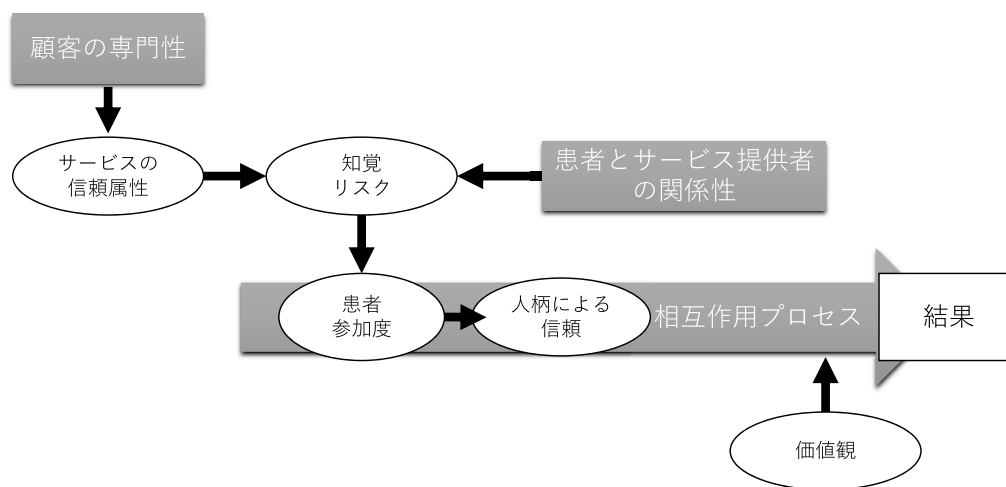 顧客の専門性
サービスの
信頼属性
知覚
リスク
患者とサービス提供者
の関係性
患者
参加度
人柄による
信頼
相互作用プロセス
結果
価値観